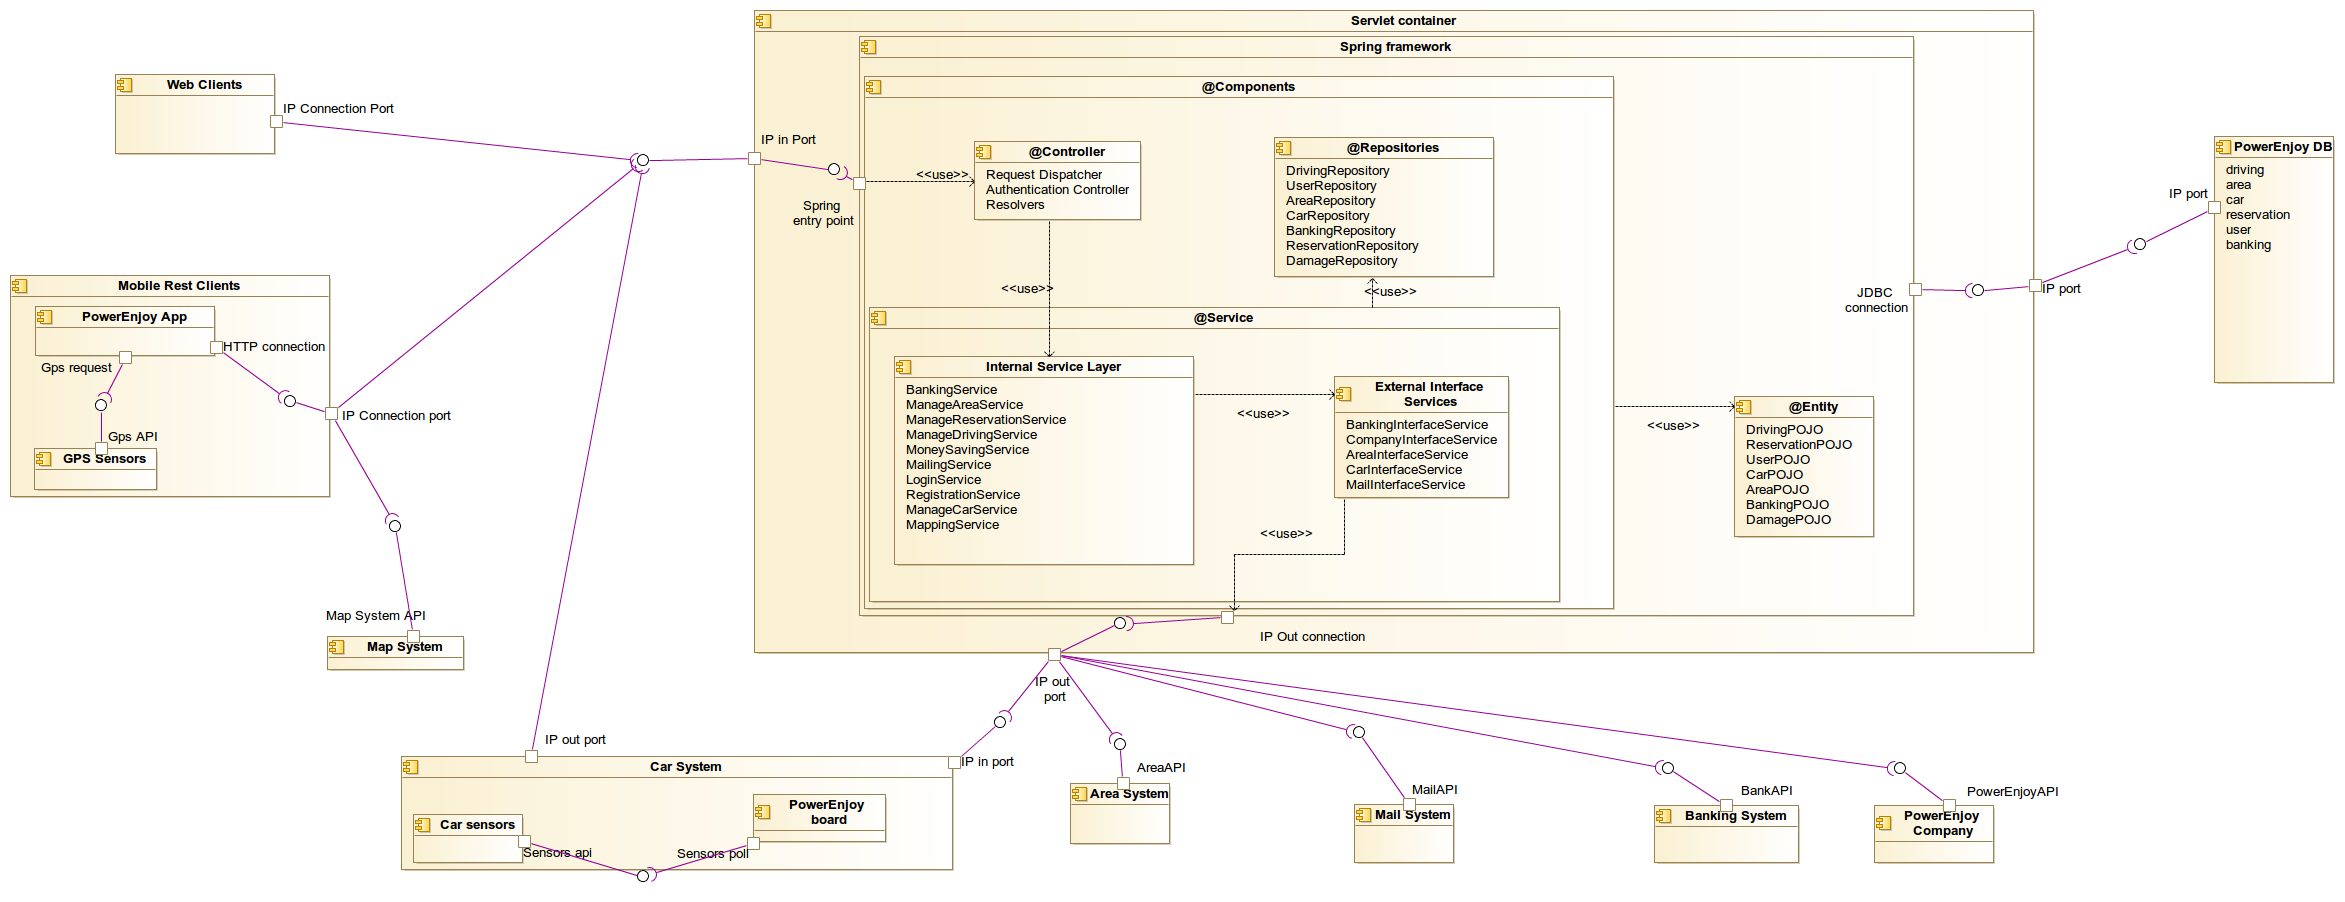 Servlet container
Spring framework
@Components
Web Clients
IP Connection Port
IP in Port
Spring
entry point
<<use>>
@Controller
Request Dispatcher
Authentication Controller
Resolvers
@Repositories
DrivingRepository
UserRepository
AreaRepository
CarRepository
BankingRepository
ReservationRepository
DamageRepository
<<use>>
<<use>>
PowerEnjoy DB
driving
area
car
reservation
user
banking
IP port
IP port
JDBC
connection
Mobile Rest Clients
PowerEnjoy App
HTTP connection
Gps request
Gps API
GPS Sensors
IP Connection port
@Service
Internal Service Layer
BankingService
ManageAreaService
ManageReservationService
ManageDrivingService
MoneySavingService
MailingService
LoginService
RegistrationService
ManageCarService
MappingService
<<use>>
External Interface
Services
BankingInterfaceService
CompanyInterfaceService
AreaInterfaceService
CarInterfaceService
MailInterfaceService
<<use>>
<<use>>
@Entity
DrivingPOJO
ReservationPOJO
UserPOJO
CarPOJO
AreaPOJO
BankingPOJO
DamagePOJO
Map System API
Map System
IP Out connection
IP out
port
IP out port
IP in port
Car System
Car sensors
Sensors api
Sensors poll
PowerEnjoy
board
AreaAPI
Area System
MailAPI
Mail System
BankAPI
Banking System
PowerEnjoyAPI
PowerEnjoy
Company